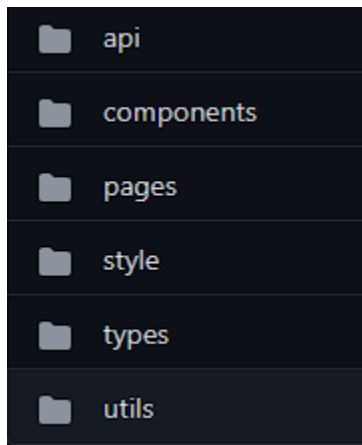 api
components
pages
style
types
utils